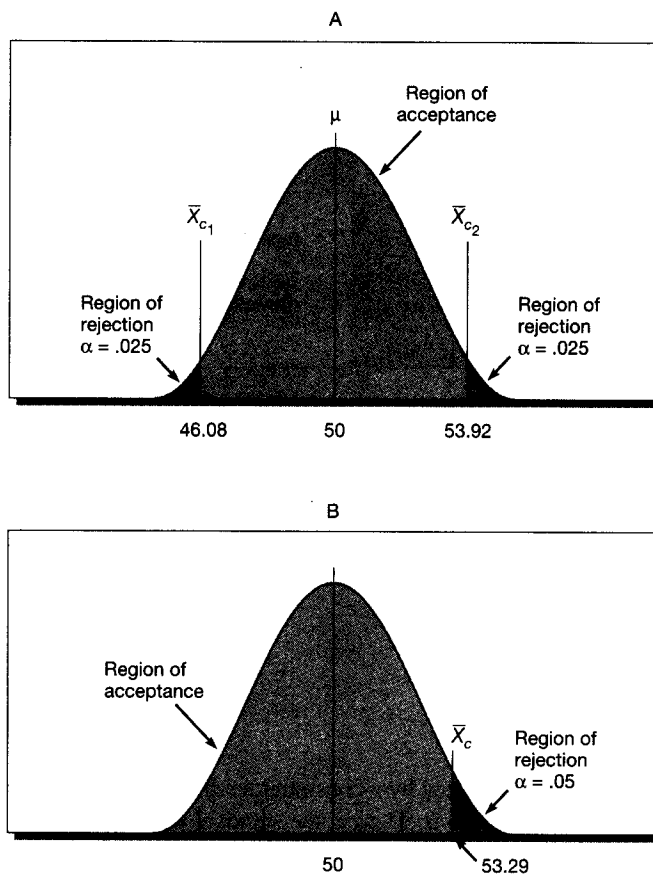 A
Region of
acceptance
μ
X̅c₁
X̅c₂
Region of
rejection
α = .025
Region of
rejection
α = .025
46.08
50
53.92
B
Region of
acceptance
X̅c
Region of
rejection
α = .05
50
53.29